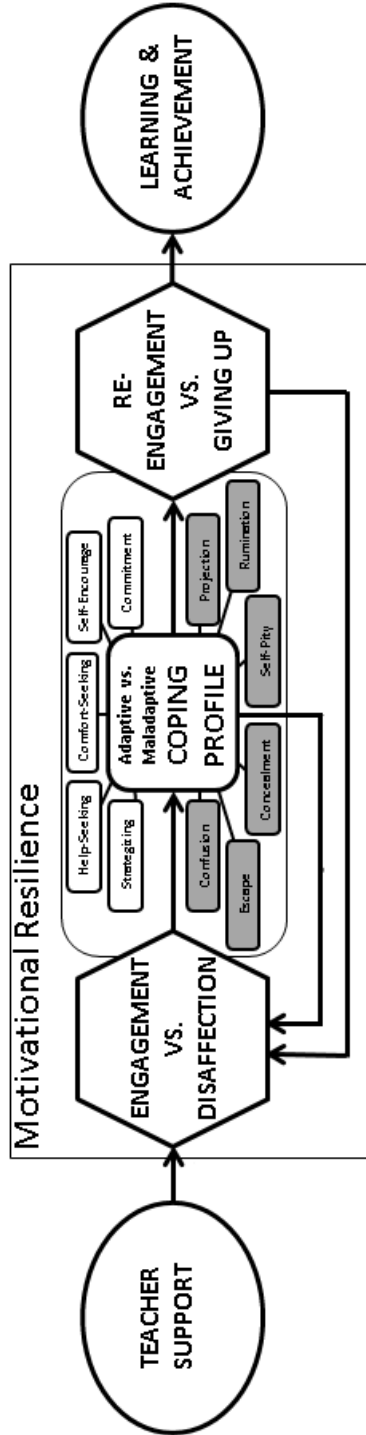 Motivational Resilience
TEACHER
SUPPORT
ENGAGEMENT
VS.
DISAFFECTION
Help-Seeking
Comfort-Seeking
Self-Encourage
Strategizing
Commitment
Adaptive vs.
Maladaptive
COPING
PROFILE
Confusion
Projection
Escape
Concealment
Self-Pity
Rumination
RE-
ENGAGEMENT
VS.
GIVING UP
LEARNING &
ACHIEVEMENT